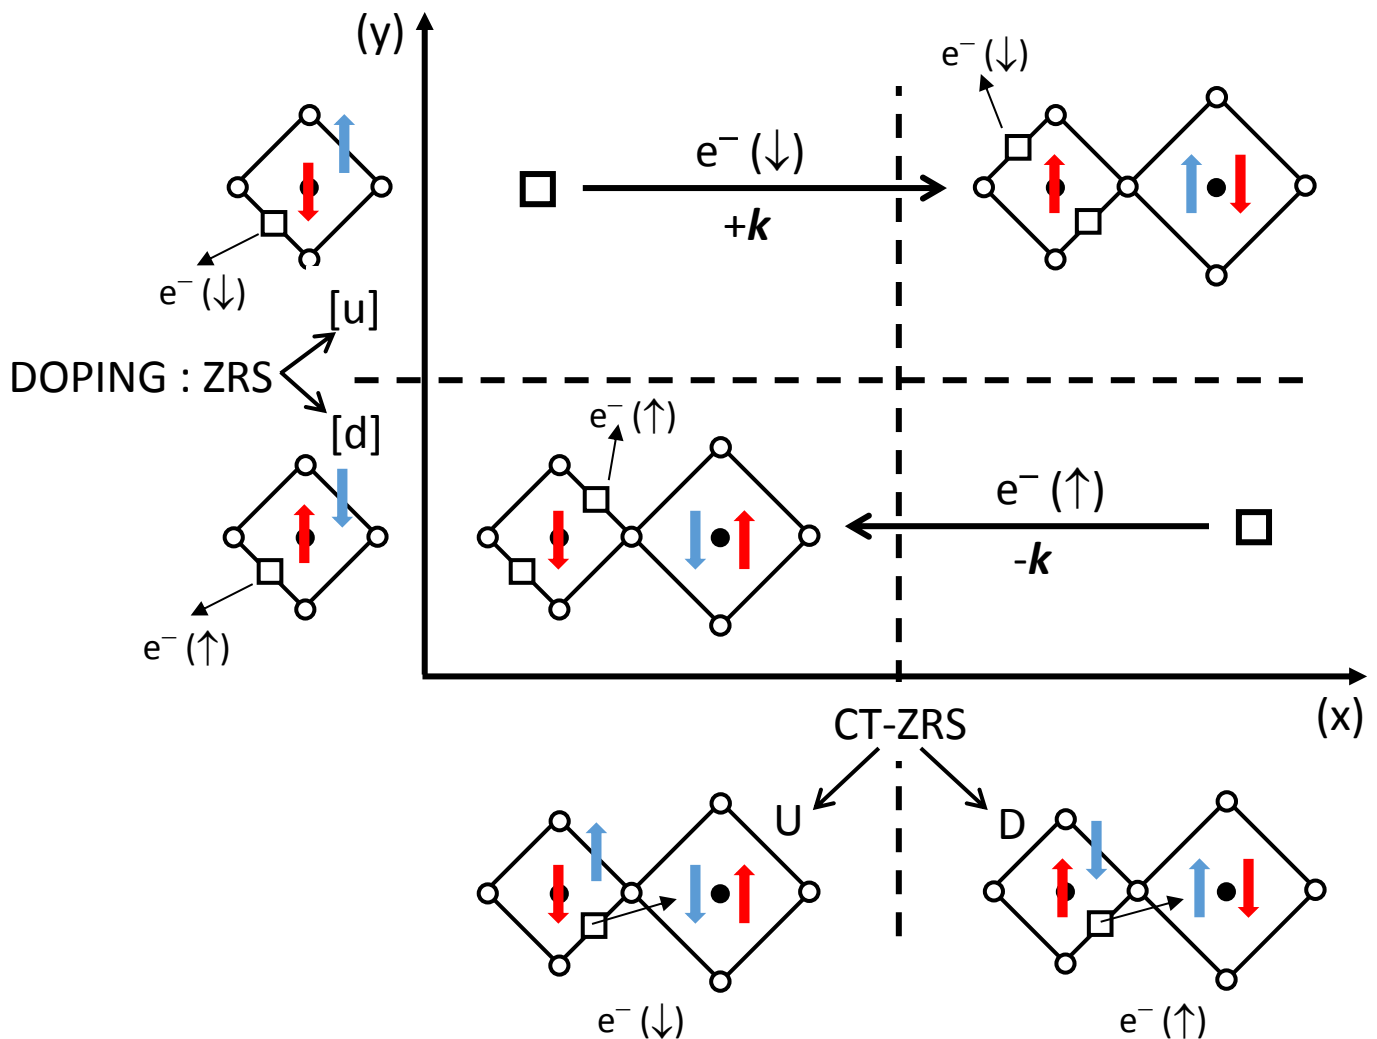 (y)
e⁻ (↓)
e⁻ (↓)
+k
e⁻ (↓)
[u]
DOPING : ZRS
[d]
e⁻ (↑)
e⁻ (↑)
-k
e⁻ (↑)
(x)
CT-ZRS
U
D
e⁻ (↓)
e⁻ (↑)